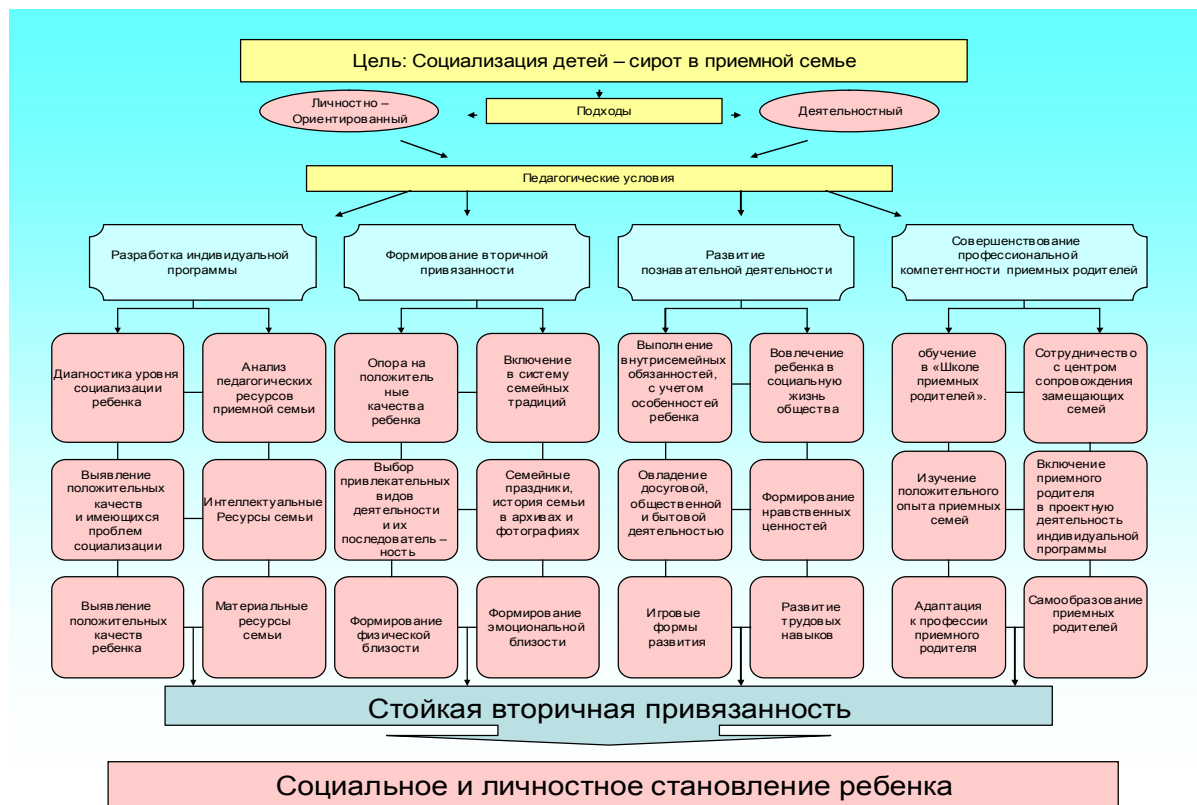 Цель: Социализация детей – сирот в приемной семье
Личностно –
Ориентированный
Подходы
Деятельностный
Педагогические условия
Разработка индивидуальной
программы
Формирование вторичной
привязанности
Развитие
познавательной деятельности
Совершенствование
профессиональной
компетентности приемных родителей
Диагностика уровня
социализации
ребенка
Анализ
педагогических
ресурсов
приемной семьи
Опора на
положитель
ные
качества
ребенка
Включение
в систему
семейных
традиций
Выполнение
внутрисемейных
обязанностей,
с учетом
особенностей
ребенка
Вовлечение
ребенка в
социальную
жизнь
общества
обучение
в «Школе
приемных
родителей».
Сотрудничество
с центром
сопровождения
замещающих
семей
Выявление
положительных
качеств
и имеющихся
проблем
социализации
Интеллектуальные
Ресурсы семьи
Выбор
привлекательных
видов
деятельности
и их
последователь –
ность
Семейные
праздники,
история семьи
в архивах и
фотографиях
Овладение
досуговой,
общественной
и бытовой
деятельностью
Формирование
нравственных
ценностей
Изучение
положительного
опыта приемных
семей
Включение
приемного
родителя
в проектную
деятельность
индивидуальной
программы
Выявление
положительных
качеств
ребенка
Материальные
ресурсы
семьи
Формирование
физической
близости
Формирование
эмоциональной
близости
Игровые
формы
развития
Развитие
трудовых
навыков
Адаптация
к профессии
приемного
родителя
Самообразование
приемных
родителей
Стойкая вторичная привязанность
Социальное и личностное становление ребенка